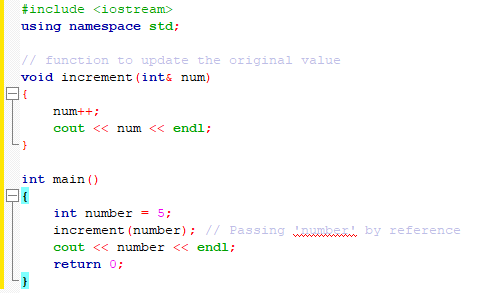 #include <iostream>
using namespace std;
// function to update the original value
void increment(int& num)
{
    num++;
    cout << num << endl;
}
int main()
{
    int number = 5;
    increment(number); // Passing 'number' by reference
    cout << number << endl;
    return 0;
}